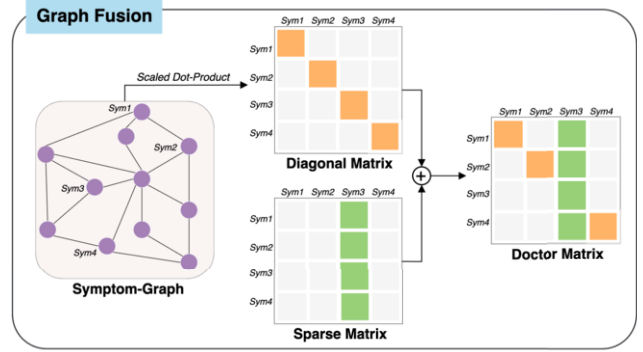 Graph Fusion
Sym1 Sym2 Sym3 Sym4
Sym1
Sym2
Sym3
Sym4
Diagonal Matrix
Scaled Dot-Product
Sym1
Sym2
Sym3
Sym4
Symptom-Graph
Sym1 Sym2 Sym3 Sym4
Sym1
Sym2
Sym3
Sym4
Sparse Matrix
+
Sym1 Sym2 Sym3 Sym4
Sym1
Sym2
Sym3
Sym4
Doctor Matrix